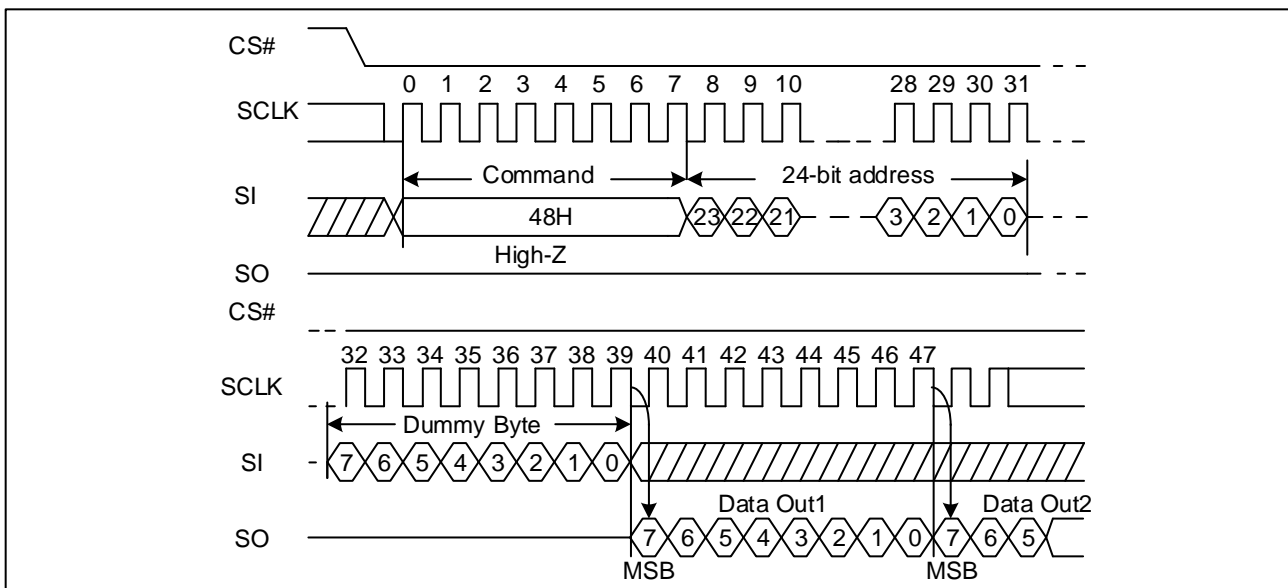 CS#
0 1 2 3 4 5 6 7 8 9 10 28 29 30 31
SCLK
Command 24-bit address
SI
48H 23 22 21 3 2 1 0
High-Z
SO
CS#
32 33 34 35 36 37 38 39 40 41 42 43 44 45 46 47
SCLK
Dummy Byte
SI 7 6 5 4 3 2 1 0
Data Out1 Data Out2
SO 7 6 5 4 3 2 1 0 7 6 5
MSB MSB